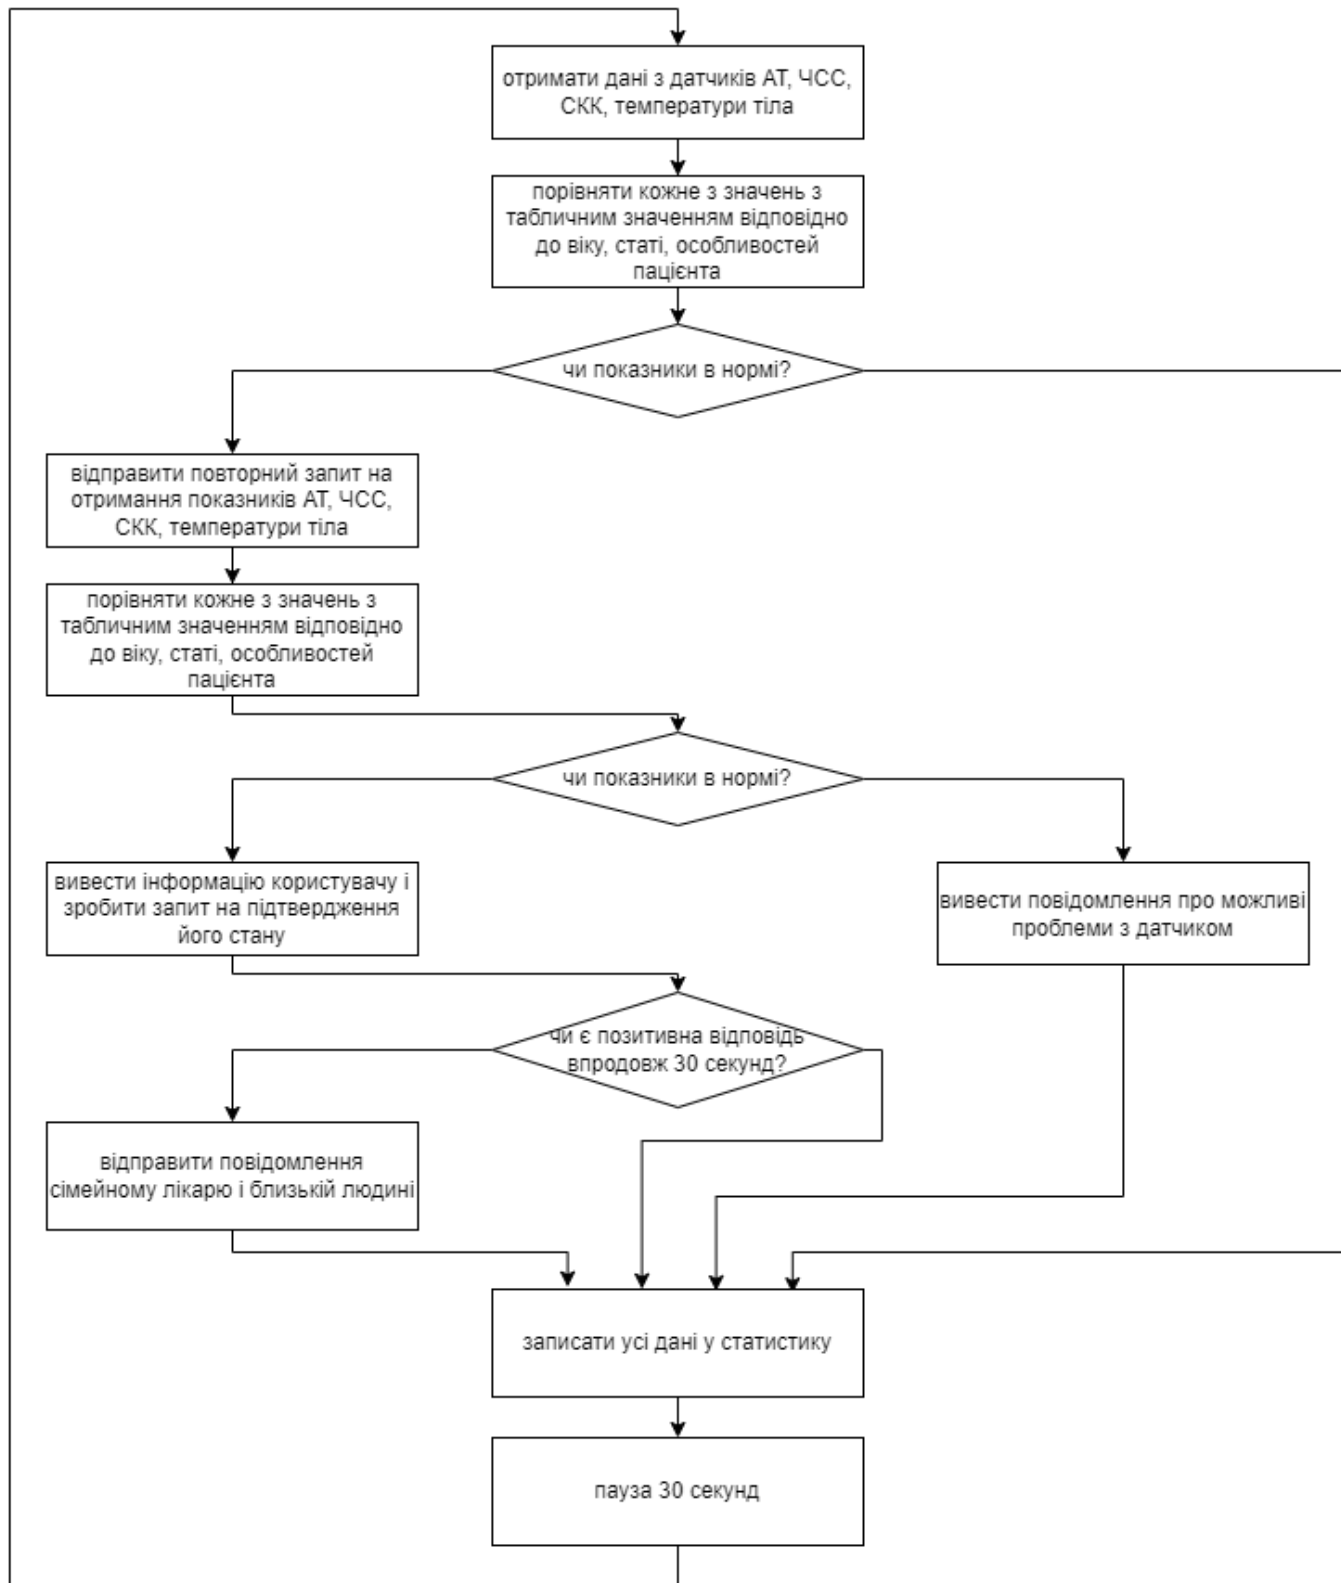 отримати дані з датчиків АТ, ЧСС,
СКК, температури тіла
порівняти кожне з значень з
табличним значенням відповідно
до віку, статі, особливостей
пацієнта
чи показники в нормі?
відправити повторний запит на
отримання показників АТ, ЧСС,
СКК, температури тіла
порівняти кожне з значень з
табличним значенням відповідно
до віку, статі, особливостей
пацієнта
чи показники в нормі?
вивести інформацію користувачу і
зробити запит на підтвердження
його стану
вивести повідомлення про можливі
проблеми з датчиком
чи є позитивна відповідь
впродовж 30 секунд?
відправити повідомлення
сімейному лікарю і близькій людині
записати усі дані у статистику
пауза 30 секунд